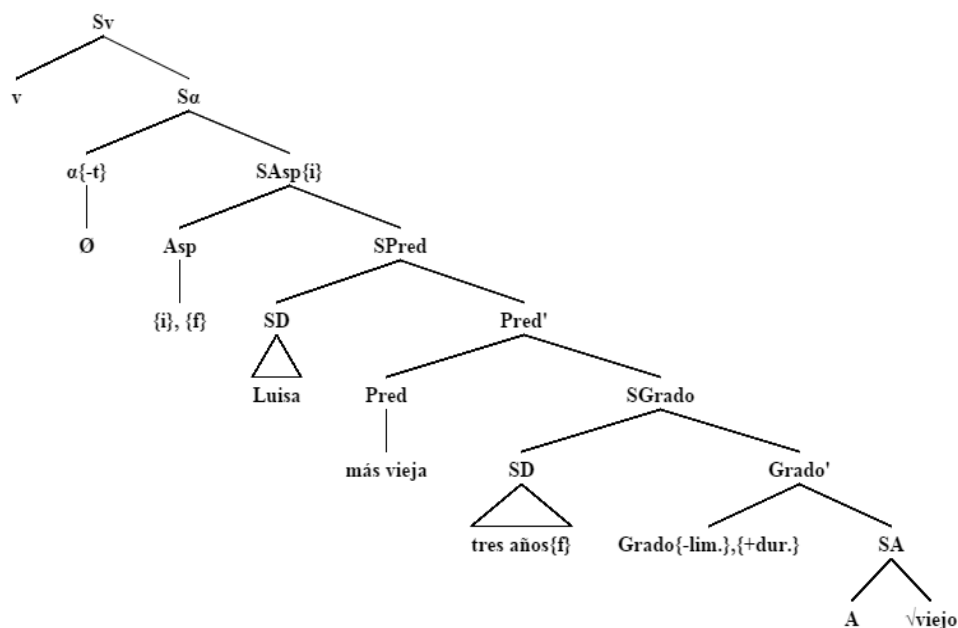 Sv
v Sα
α{-t} SAsp{i}
Ø Asp SPred
{i}, {f} SD Pred'
Luisa Pred SGrado
más vieja SD Grado'
tres años{f} Grado{-lim.},{+dur.} SA
A √viejo